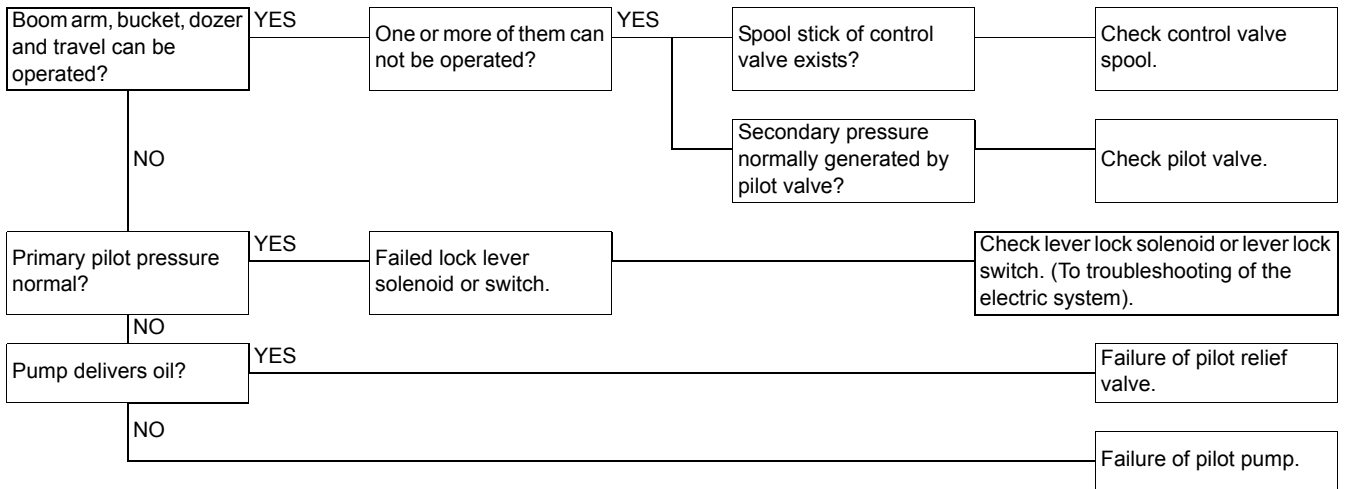 Boom arm, bucket, dozer
and travel can be
operated?
YES
One or more of them can
not be operated?
YES
Spool stick of control
valve exists?
Check control valve
spool.
Secondary pressure
normally generated by
pilot valve?
Check pilot valve.
NO
Primary pilot pressure
normal?
YES
Failed lock lever
solenoid or switch.
Check lever lock solenoid or lever lock
switch. (To troubleshooting of the
electric system).
NO
Pump delivers oil?
YES
Failure of pilot relief
valve.
NO
Failure of pilot pump.